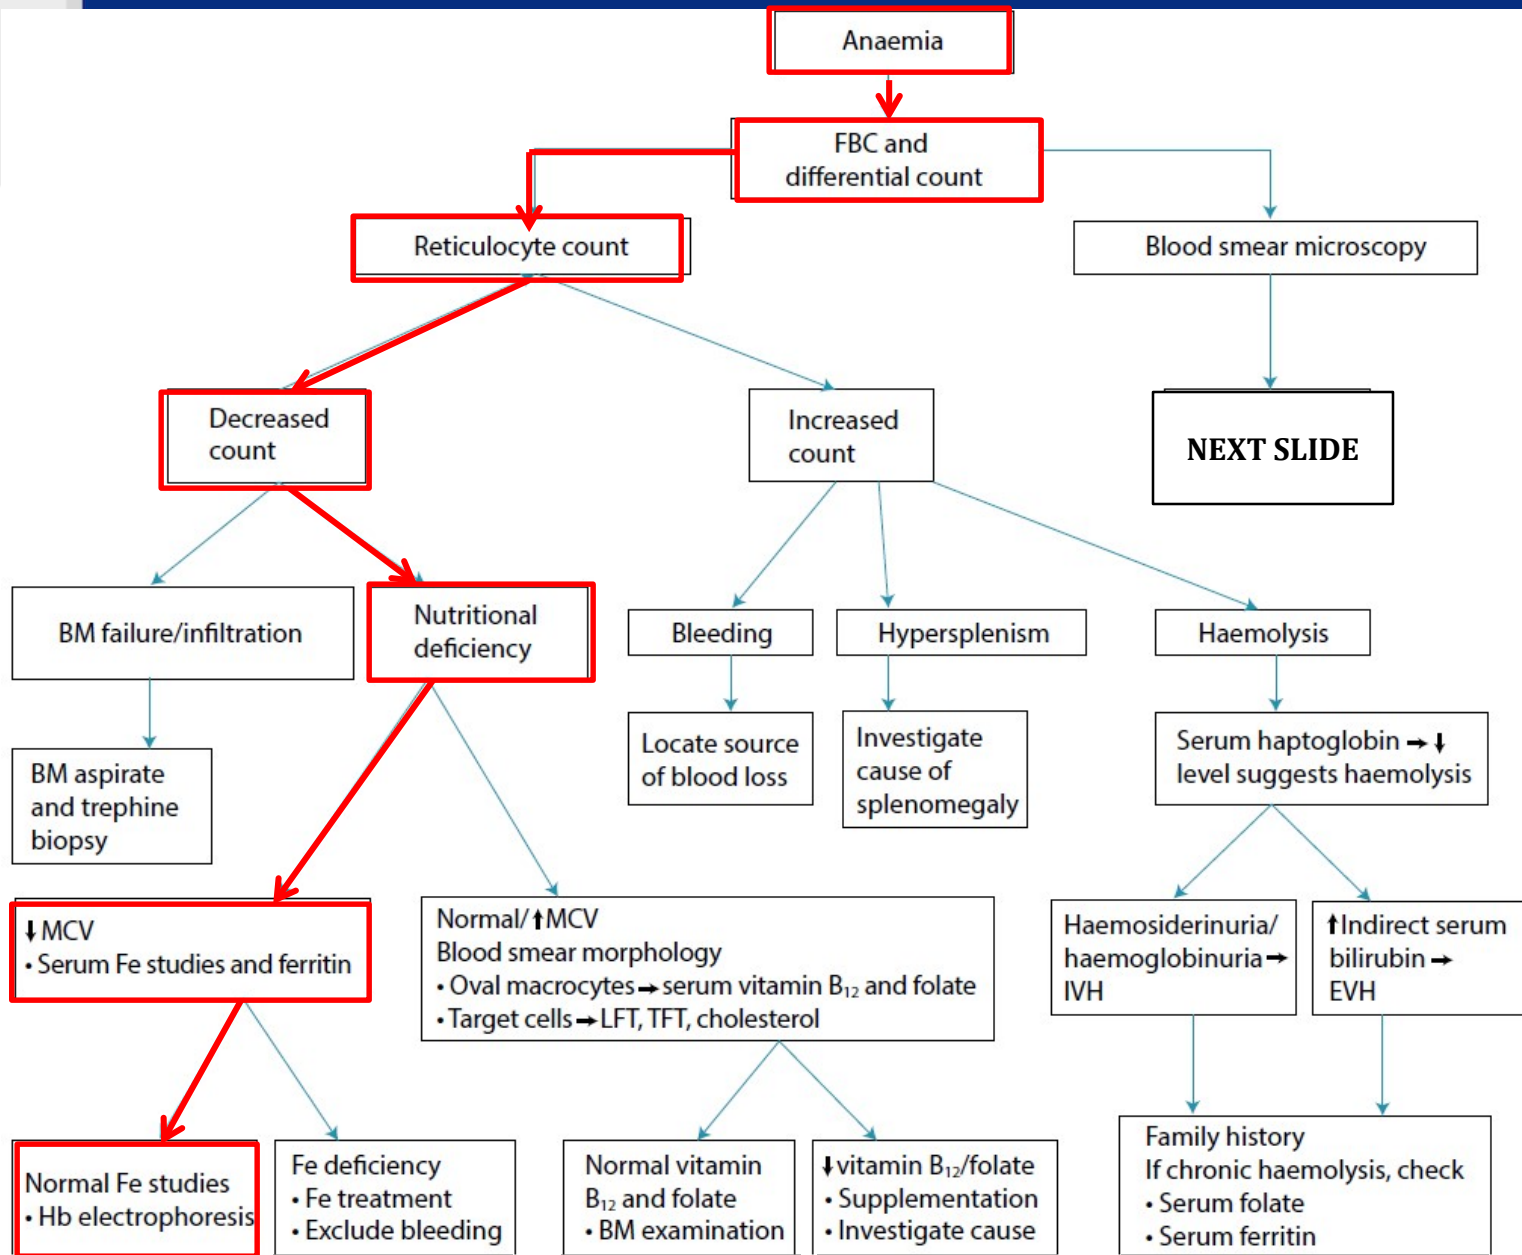 Anaemia
FBC and
differential count
Reticulocyte count
Blood smear microscopy
Decreased
count
Increased
count
NEXT SLIDE
BM failure/infiltration
Nutritional
deficiency
Bleeding
Hypersplenism
Haemolysis
BM aspirate
and trephine
biopsy
Locate source
of blood loss
Investigate
cause of
splenomegaly
Serum haptoglobin → ↓
level suggests haemolysis
↓ MCV
• Serum Fe studies and ferritin
Normal/ ↑ MCV
Blood smear morphology
• Oval macrocytes → serum vitamin B₁₂ and folate
• Target cells → LFT, TFT, cholesterol
Haemosiderinuria/
haemoglobinuria →
IVH
↑ Indirect serum
bilirubin →
EVH
Normal Fe studies
• Hb electrophoresis
Fe deficiency
• Fe treatment
• Exclude bleeding
Normal vitamin
B₁₂ and folate
• BM examination
↓ vitamin B₁₂/folate
• Supplementation
• Investigate cause
Family history
If chronic haemolysis, check
• Serum folate
• Serum ferritin